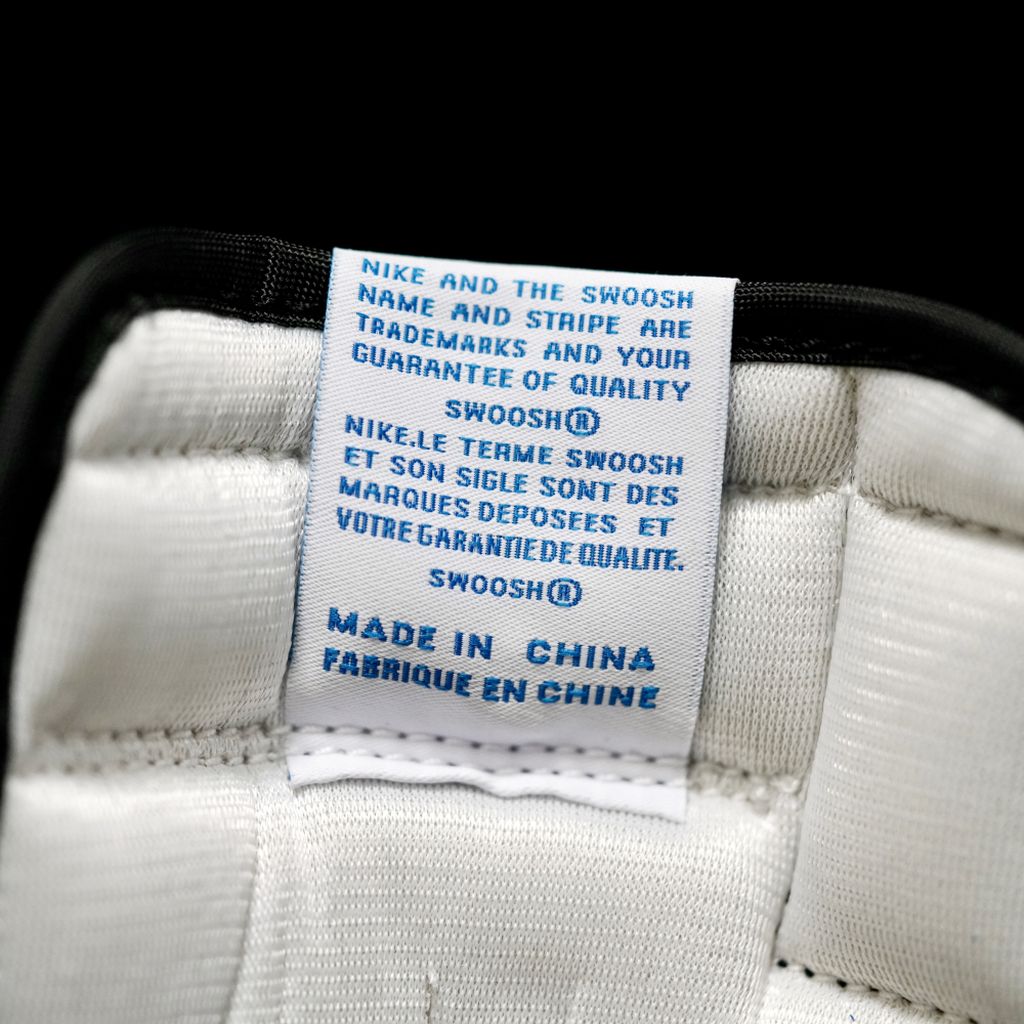 NIKE AND THE SWOOSH
NAME AND STRIPE ARE
TRADEMARKS AND YOUR
GUARANTEE OF QUALITY
SWOOSH®
NIKE.LE TERME SWOOSH
ET SON SIGLE SONT DES
MARQUES DEPOSEES ET
VOTRE GARANTIE DE QUALITE.
SWOOSH®
MADE IN CHINA
FABRIQUE EN CHINE